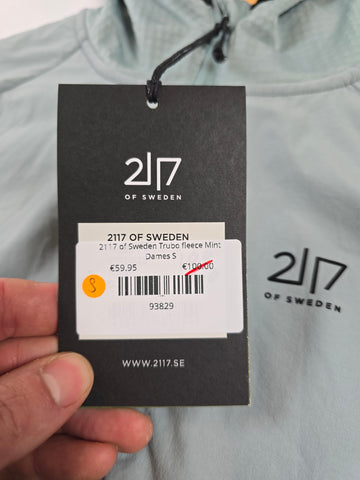 2117
OF SWEDEN
2117 OF SWEDEN
2117 of Sweden Trubo fleece Mint
Dames S
€59.95 €100.00
S
93829
WWW.2117.SE
2117
OF SWEDEN